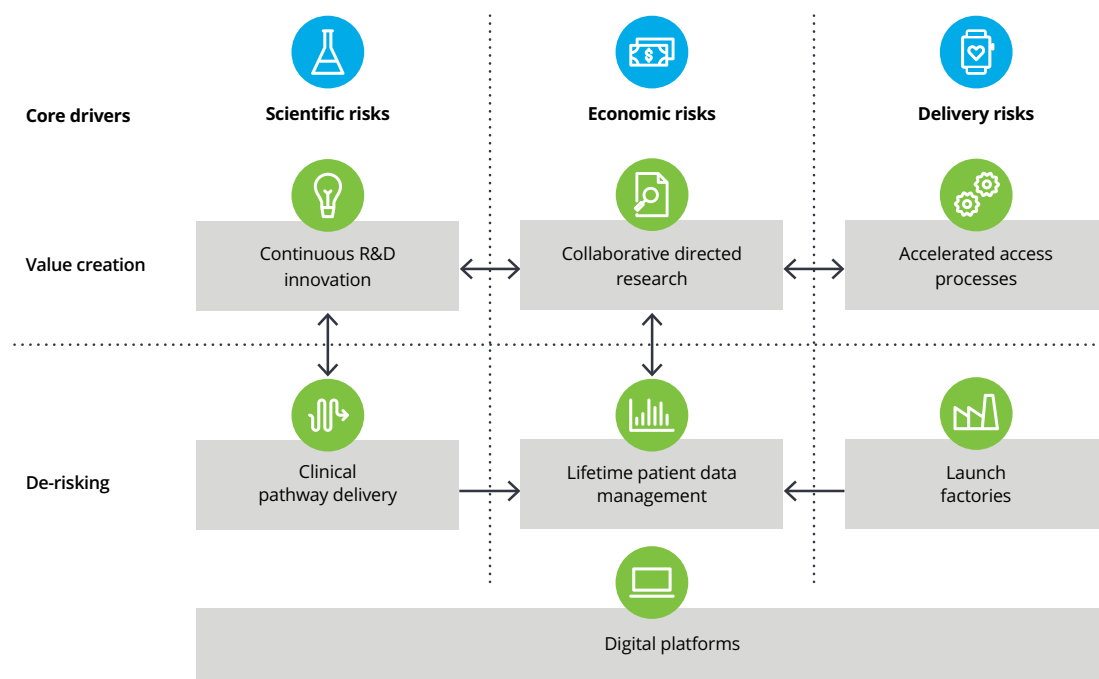 Core drivers
Scientific risks
Economic risks
$
Delivery risks
Value creation
Continuous R&D
innovation
Collaborative directed
research
Accelerated access
processes
De-risking
Clinical
pathway delivery
Lifetime patient data
management
Launch
factories
Digital platforms